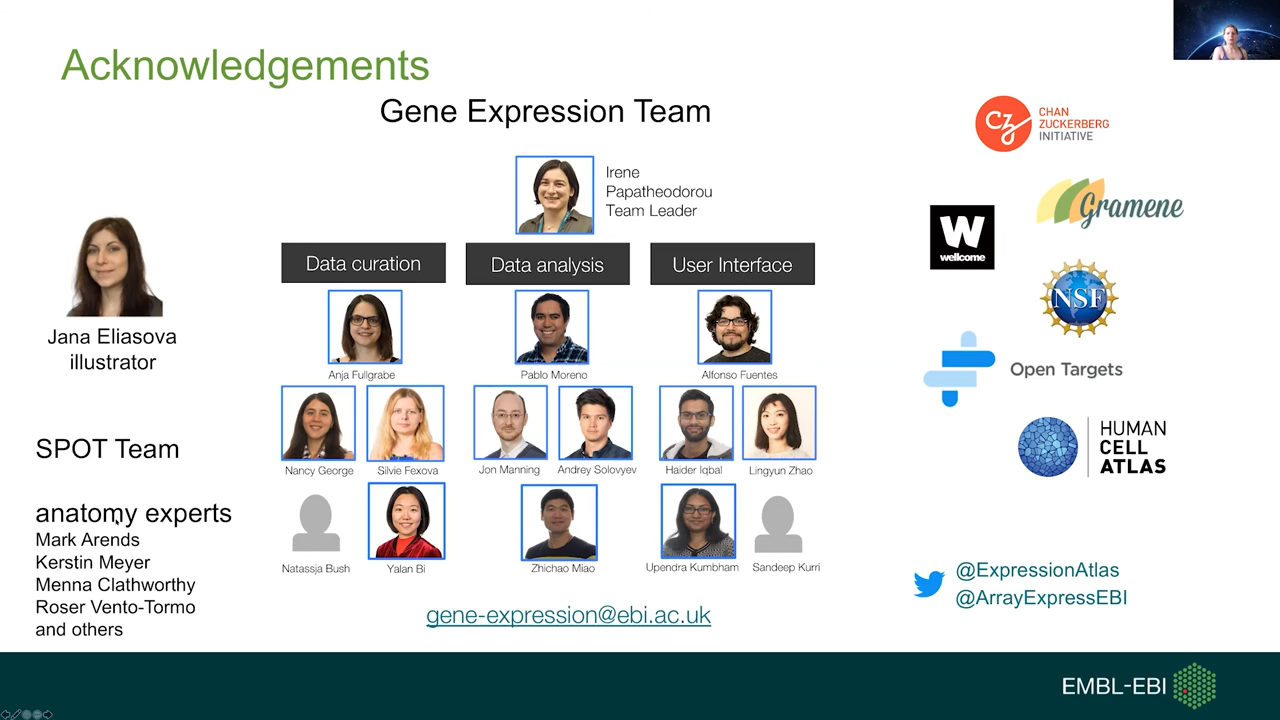 Acknowledgements
Gene Expression Team
Irene
Papatheodorou
Team Leader
Data curation
Data analysis
User Interface
Anja Fullgrabe
Pablo Moreno
Alfonso Fuentes
Nancy George
Silvie Fexova
Jon Manning
Andrey Solovyev
Haider Iqbal
Lingyun Zhao
Natassja Bush
Yalan Bi
Zhichao Miao
Upendra Kumbham
Sandeep Kurri
gene-expression@ebi.ac.uk
Jana Eliasova
illustrator
SPOT Team
anatomy experts
Mark Arends
Kerstin Meyer
Menna Clathworthy
Roser Vento-Tormo
and others
CZ
CHAN
ZUCKERBERG
INITIATIVE
Gramene
W
wellcome
NSF
Open Targets
HUMAN
CELL
ATLAS
@ExpressionAtlas
@ArrayExpressEBI
EMBL-EBI